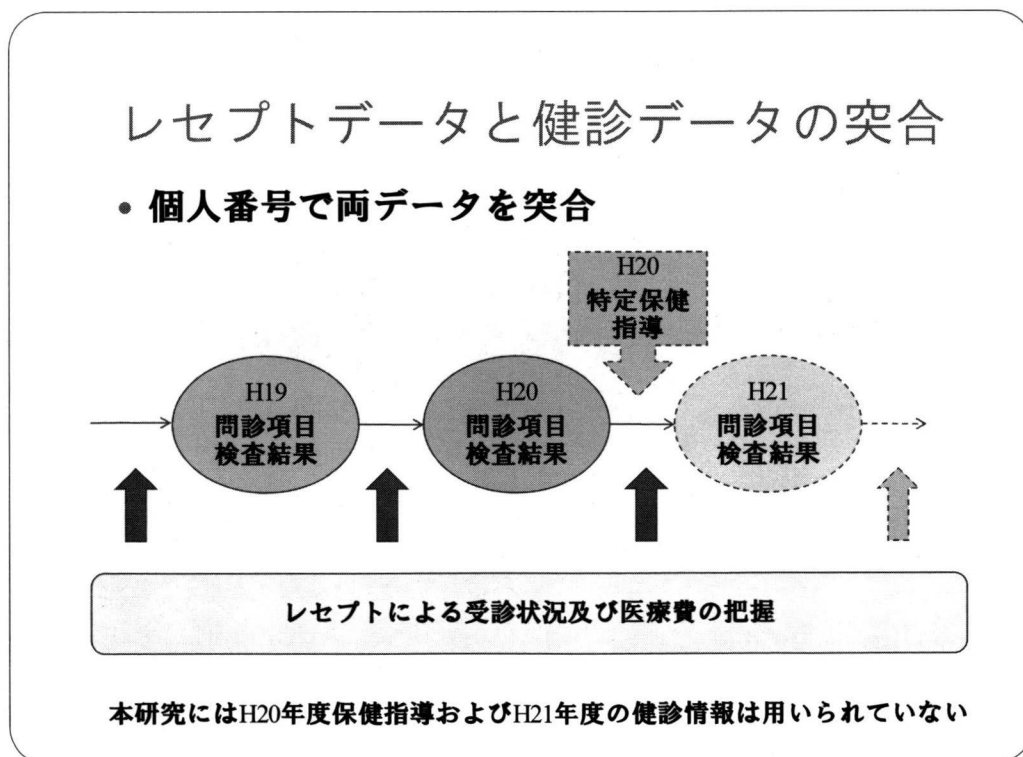 レセプトデータと健診データの突合
• 個人番号で両データを突合
H20
特定保健
指導
H19
問診項目
検査結果
H20
問診項目
検査結果
H21
問診項目
検査結果
レセプトによる受診状況及び医療費の把握
本研究にはH20年度保健指導およびH21年度の健診情報は用いられていない